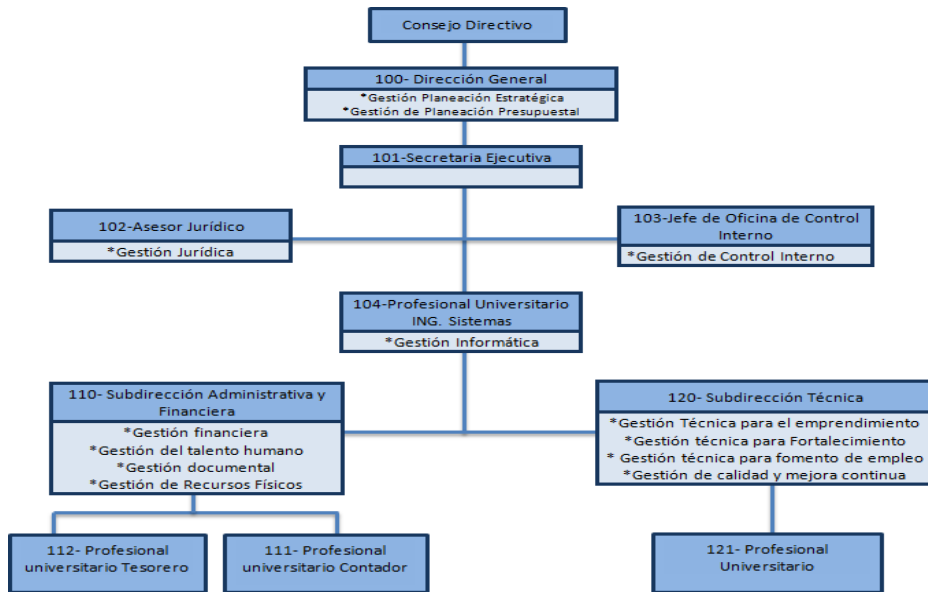 Consejo Directivo
100- Dirección General
*Gestión Planeación Estratégica
*Gestión de Planeación Presupuestal
101-Secretaria Ejecutiva
102-Asesor Jurídico
*Gestión Jurídica
103-Jefe de Oficina de Control
Interno
*Gestión de Control Interno
104-Profesional Universitario
ING. Sistemas
*Gestión Informática
110- Subdirección Administrativa y
Financiera
*Gestión financiera
*Gestión del talento humano
*Gestión documental
*Gestión de Recursos Físicos
120- Subdirección Técnica
*Gestión Técnica para el emprendimiento
*Gestión técnica para Fortalecimiento
* Gestión técnica para fomento de empleo
*Gestión de calidad y mejora continua
112- Profesional
universitario Tesorero
111- Profesional
universitario Contador
121- Profesional
Universitario